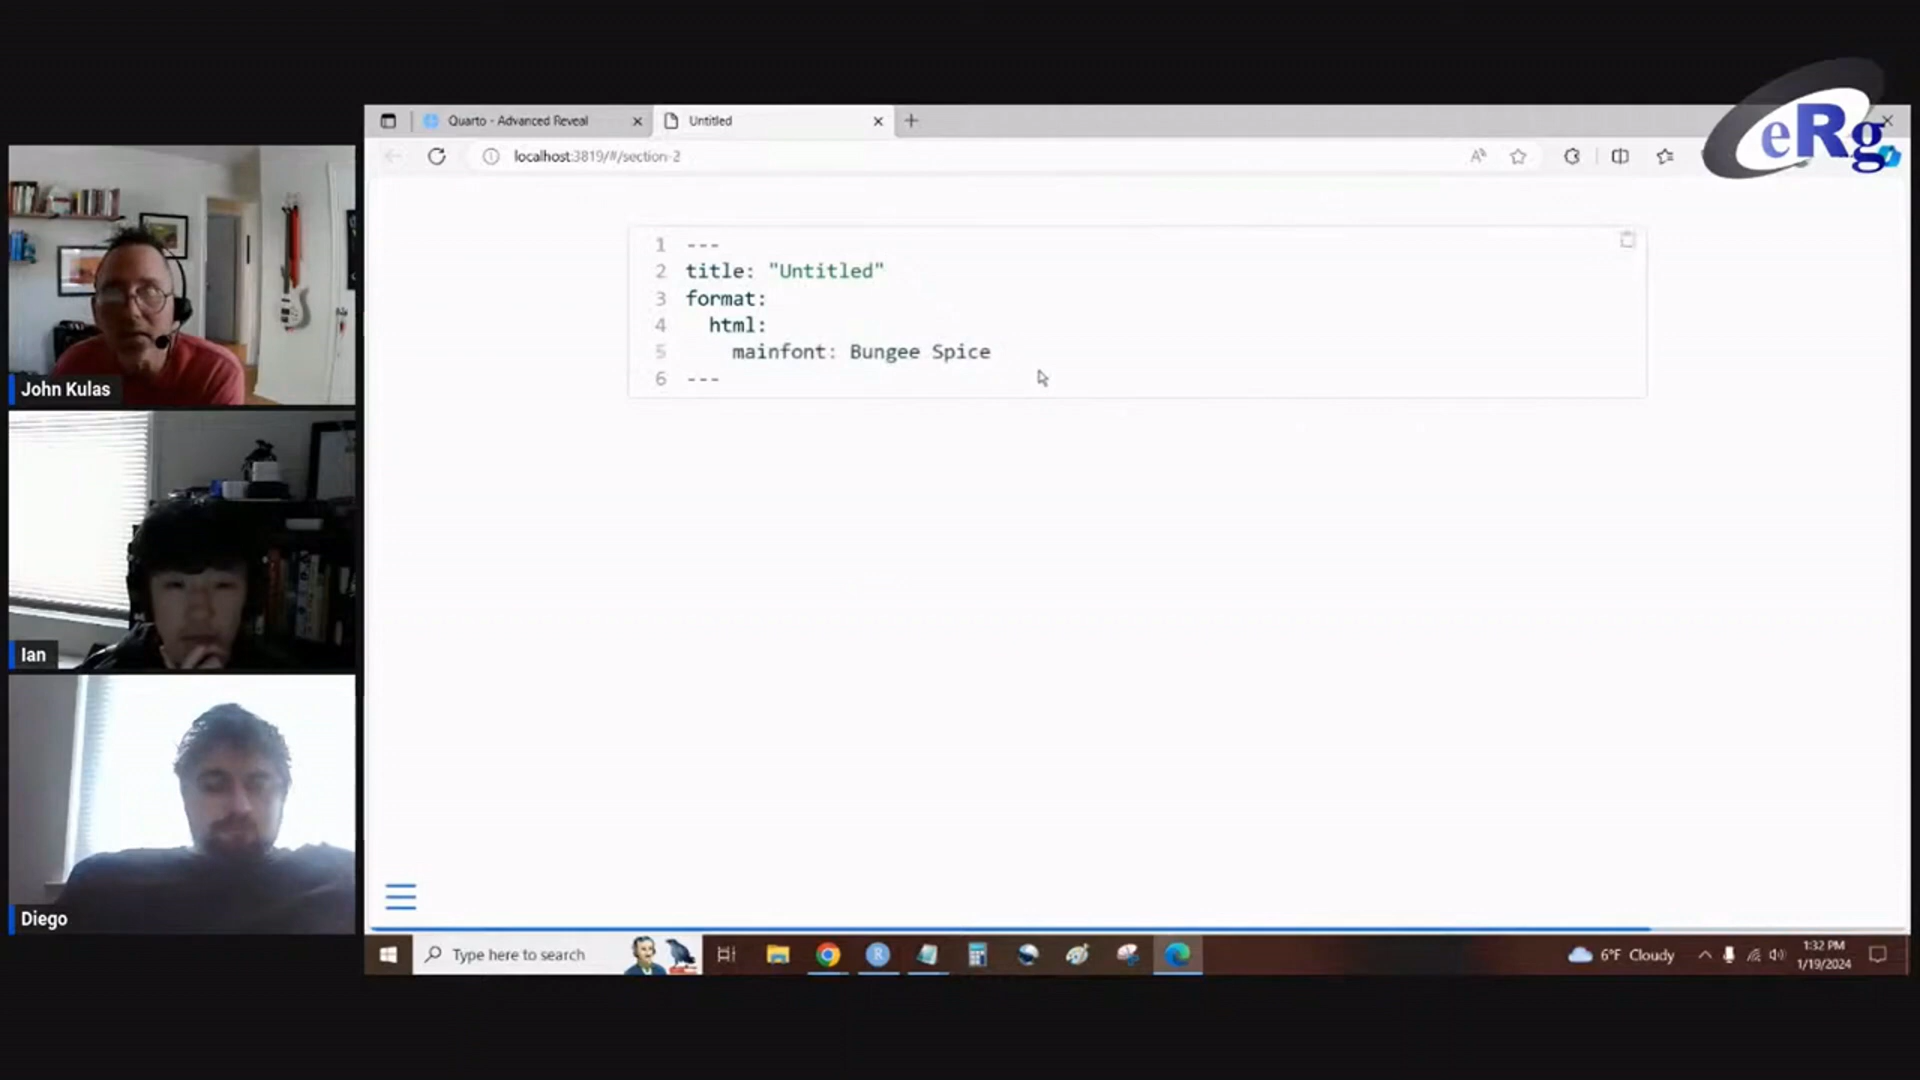 eRg
Quarto - Advanced Reveal
Untitled
localhost:3819/#/section-2
1 ---
2 title: "Untitled"
3 format:
4 html:
5 mainfont: Bungee Spice
6 ---
John Kulas
Ian
Diego
Type here to search
6°F Cloudy
1:32 PM
1/19/2024